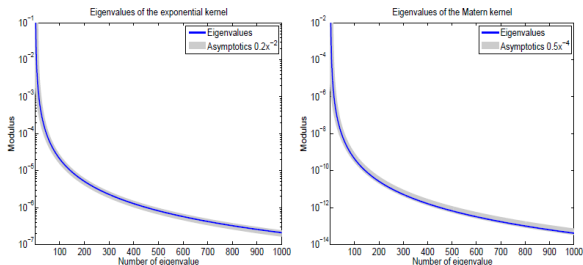 Eigenvalues of the exponential kernel
10^-1
10^-2
10^-3
10^-4
10^-5
10^-6
10^-7
Modulus
Eigenvalues
Asymptotics 0.2x^-2
100 200 300 400 500 600 700 800 900 1000
Number of eigenvalue
Eigenvalues of the Matern kernel
10^-2
10^-4
10^-6
10^-8
10^-10
10^-12
10^-14
Modulus
Eigenvalues
Asymptotics 0.5x^-4
100 200 300 400 500 600 700 800 900 1000
Number of eigenvalue